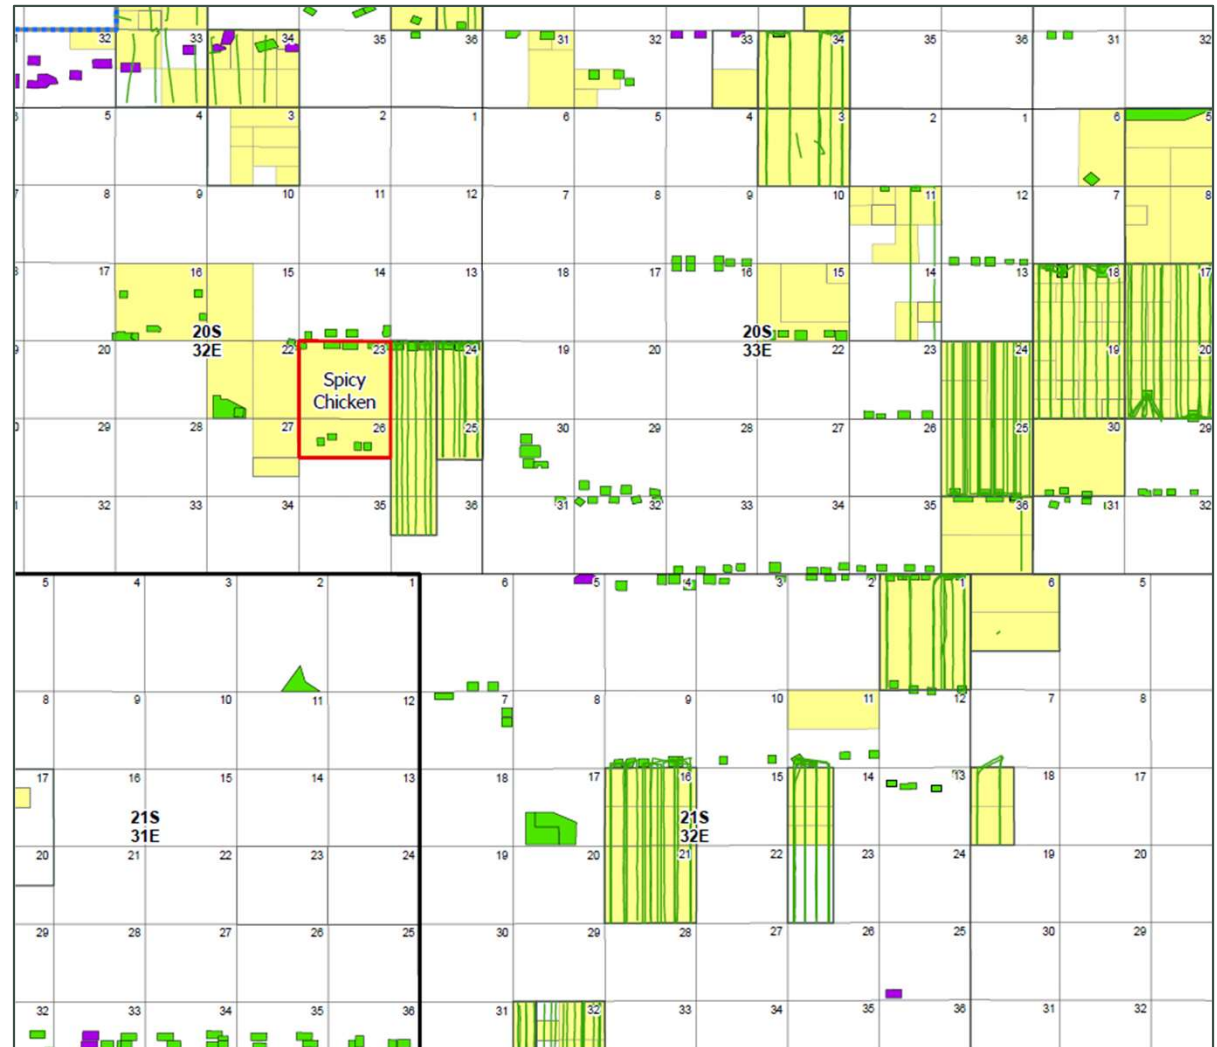 32 33 34 35 36 31 32 33 34 35 36 31 32
5 4 3 2 1 6 5 4 3 2 1 6 5
8 9 10 11 12 7 8 9 10 11 12 7 8
17 16 15 14 13 18 17 16 15 14 13 18 17
20S 20S
32E 33E
20 21 22 23 24 19 20 21 22 23 24 19 20
Spicy
Chicken
29 28 27 26 25 30 29 28 27 26 25 30 29
32 33 34 35 36 31 32 33 34 35 36 31 32
5 4 3 2 1 6 5 4 3 2 1 6 5
8 9 10 11 12 7 8 9 10 11 12 7 8
17 16 15 14 13 18 17 16 15 14 13 18 17
21S 21S
31E 32E
20 21 22 23 24 19 20 21 22 23 24 19 20
29 28 27 26 25 30 29 28 27 26 25 30 29
32 33 34 35 36 31 32 33 34 35 36 31 32